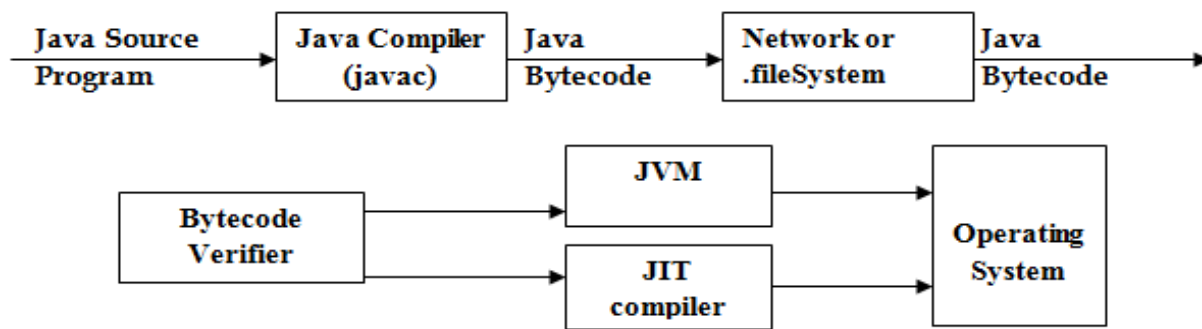 Java Source
Program
Java Compiler
(javac)
Java
Bytecode
Network or
.fileSystem
Java
Bytecode
Bytecode
Verifier
JVM
JIT
compiler
Operating
System